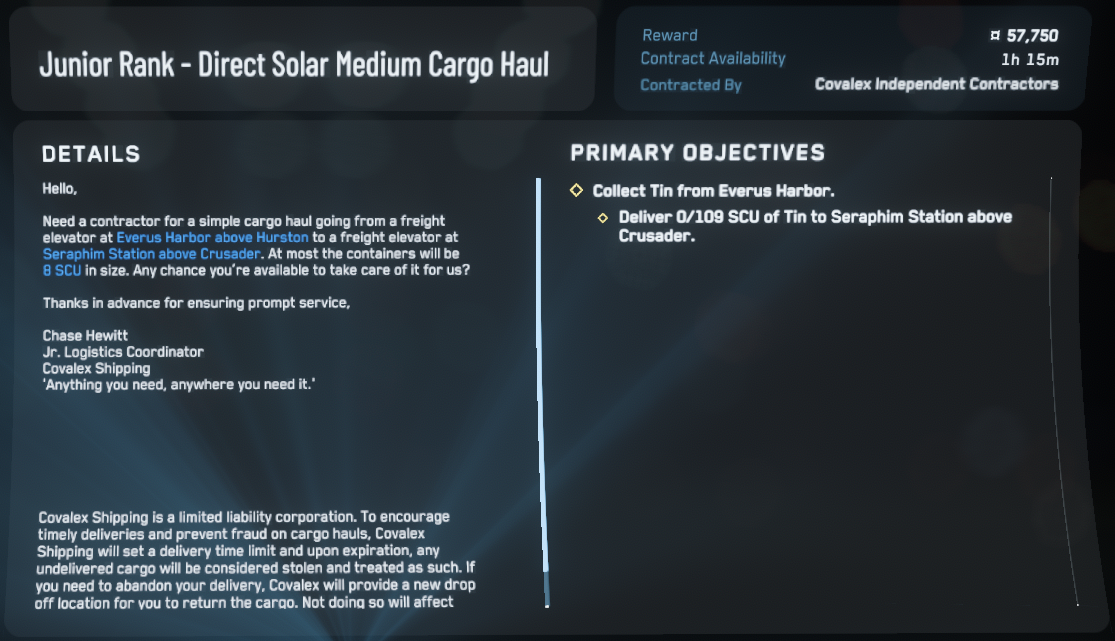 Junior Rank - Direct Solar Medium Cargo Haul
Reward ¤ 57,750
Contract Availability 1h 15m
Contracted By Covalex Independent Contractors
DETAILS
Hello,
Need a contractor for a simple cargo haul going from a freight
elevator at Everus Harbor above Hurston to a freight elevator at
Seraphim Station above Crusader. At most the containers will be
8 SCU in size. Any chance you're available to take care of it for us?
Thanks in advance for ensuring prompt service,
Chase Hewitt
Jr. Logistics Coordinator
Covalex Shipping
'Anything you need, anywhere you need it.'
Covalex Shipping is a limited liability corporation. To encourage
timely deliveries and prevent fraud on cargo hauls, Covalex
Shipping will set a delivery time limit and upon expiration, any
undelivered cargo will be considered stolen and treated as such. If
you need to abandon your delivery, Covalex will provide a new drop
off location for you to return the cargo. Not doing so will affect
PRIMARY OBJECTIVES
Collect Tin from Everus Harbor.
Deliver 0/109 SCU of Tin to Seraphim Station above
Crusader.